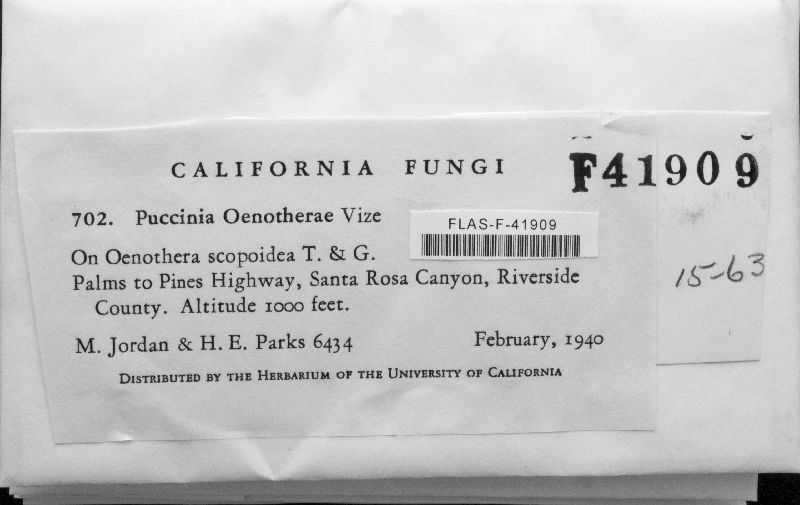 CALIFORNIA FUNGI
F41909
702. Puccinia Oenotherae Vize
FLAS-F-41909
On Oenothera scopoidea T. & G.
Palms to Pines Highway, Santa Rosa Canyon, Riverside
County. Altitude 1000 feet.
15-63
M. Jordan & H. E. Parks 6434 February, 1940
DISTRIBUTED BY THE HERBARIUM OF THE UNIVERSITY OF CALIFORNIA